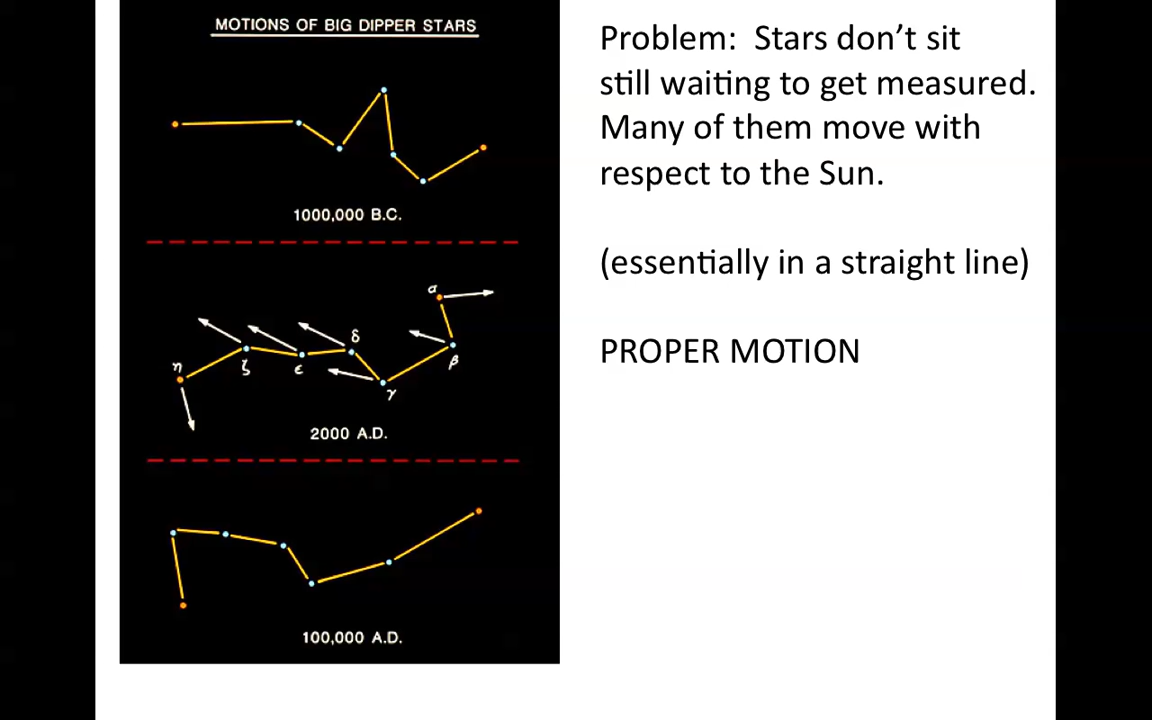 MOTIONS OF BIG DIPPER STARS
1000,000 B.C.
α
δ
η
ζ
ε
β
γ
2000 A.D.
100,000 A.D.
Problem: Stars don’t sit
still waiting to get measured.
Many of them move with
respect to the Sun.
(essentially in a straight line)
PROPER MOTION